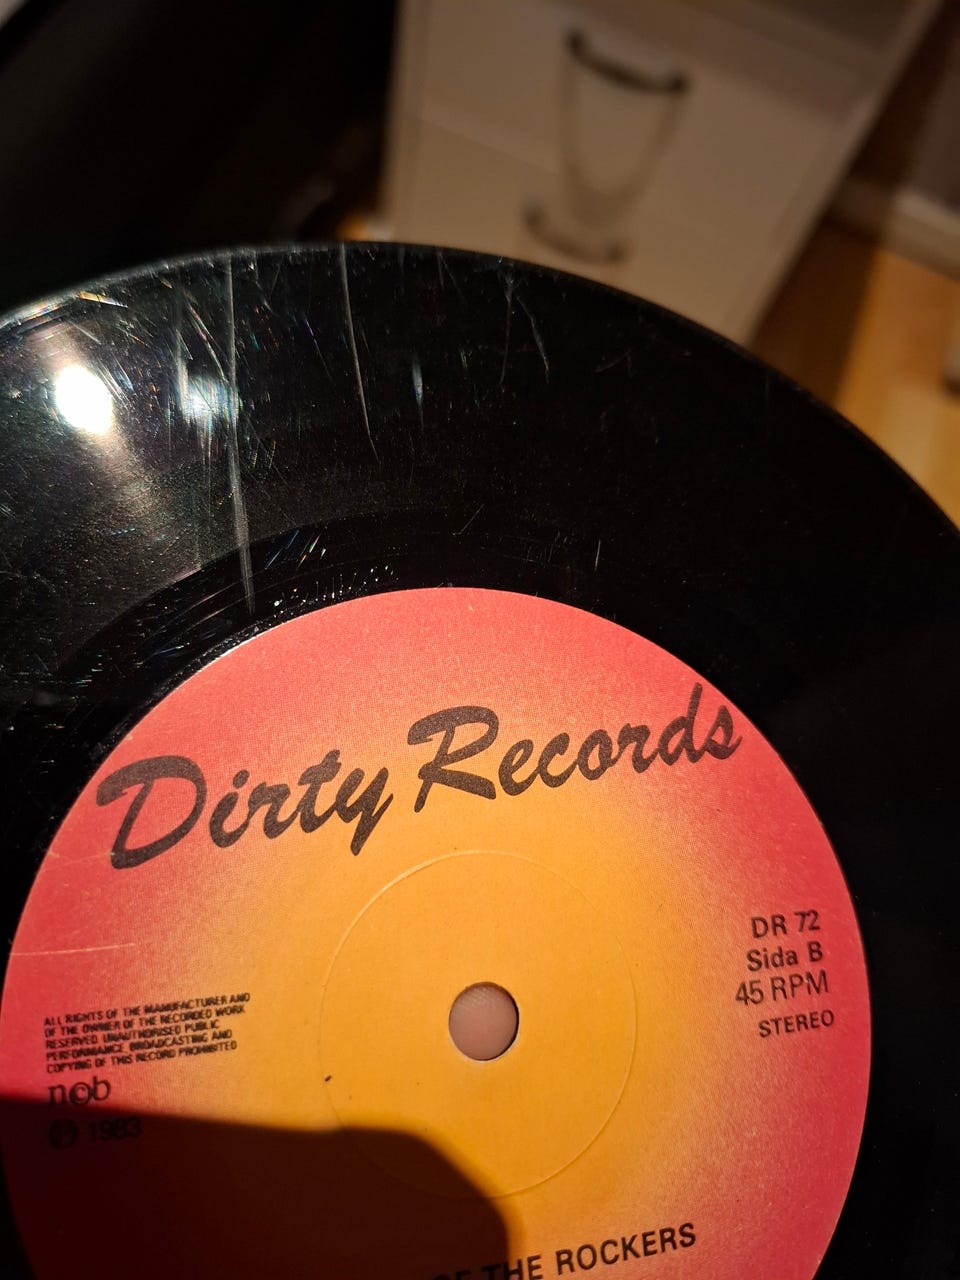 Dirty Records
DR 72
Sida B
45 RPM
STEREO
ALL RIGHTS OF THE MANUFACTURER AND
OF THE OWNER OF THE RECORDED WORK
RESERVED UNAUTHORISED PUBLIC
PERFORMANCE BROADCASTING AND
COPYING OF THIS RECORD PROHIBITED
n©b
Ⓟ 1983
OF THE ROCKERS